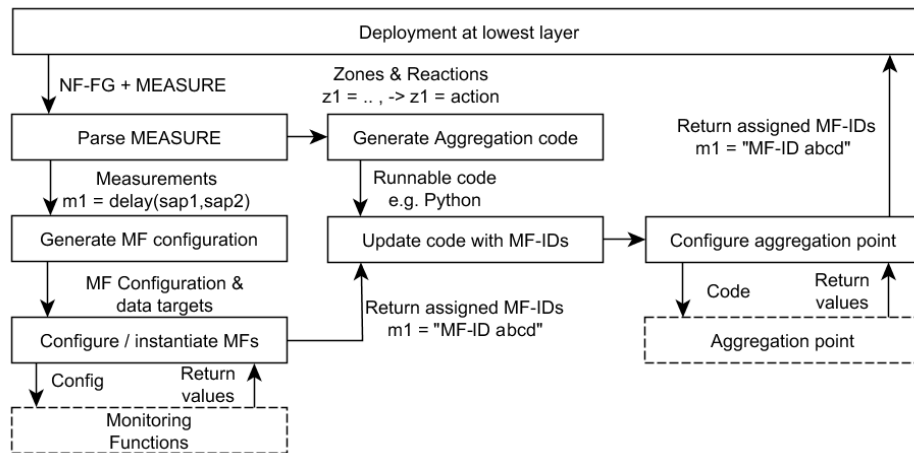 Deployment at lowest layer
NF-FG + MEASURE
Zones & Reactions
z1 = .. , -> z1 = action
Return assigned MF-IDs
m1 = "MF-ID abcd"
Parse MEASURE
Generate Aggregation code
Measurements
m1 = delay(sap1,sap2)
Runnable code
e.g. Python
Generate MF configuration
Update code with MF-IDs
Configure aggregation point
MF Configuration &
data targets
Return assigned MF-IDs
m1 = "MF-ID abcd"
Code
Return
values
Configure / instantiate MFs
Aggregation point
Config
Return
values
Monitoring
Functions